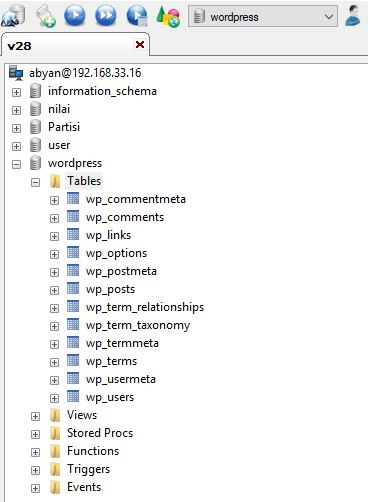 wordpress
v28
abyan@192.168.33.16
information_schema
nilai
Partisi
user
wordpress
Tables
wp_commentmeta
wp_comments
wp_links
wp_options
wp_postmeta
wp_posts
wp_term_relationships
wp_term_taxonomy
wp_termmeta
wp_terms
wp_usermeta
wp_users
Views
Stored Procs
Functions
Triggers
Events